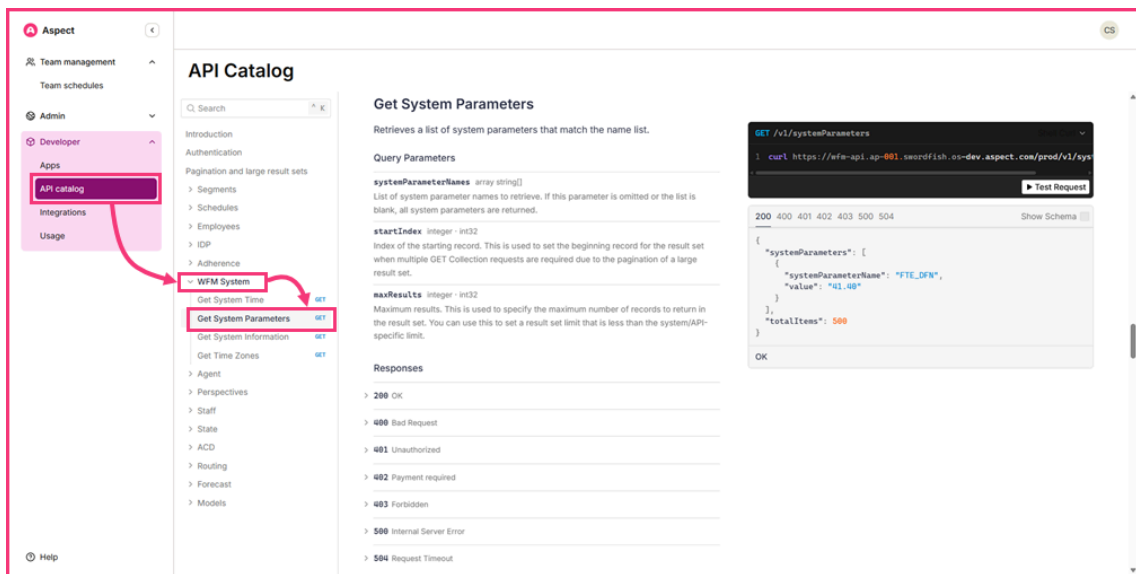 Aspect
CS
Team management
Team schedules
Admin
Developer
Apps
API catalog
Integrations
Usage
Help
API Catalog
Search
^ K
Introduction
Authentication
Pagination and large result sets
Segments
Schedules
Employees
IDP
Adherence
WFM System
Get System Time GET
Get System Parameters GET
Get System Information GET
Get Time Zones GET
Agent
Perspectives
Staff
State
ACD
Routing
Forecast
Models
Get System Parameters
Retrieves a list of system parameters that match the name list.
Query Parameters
systemParameterNames array string[]
List of system parameter names to retrieve. If this parameter is omitted or the list is
blank, all system parameters are returned.
startIndex integer · int32
Index of the starting record. This is used to set the beginning record for the result set
when multiple GET Collection requests are required due to the pagination of a large
result set.
maxResults integer · int32
Maximum results. This is used to specify the maximum number of records to return in
the result set. You can use this to set a result set limit that is less than the system/API-
specific limit.
Responses
200 OK
400 Bad Request
401 Unauthorized
402 Payment required
403 Forbidden
500 Internal Server Error
504 Request Timeout
GET /v1/systemParameters
1 curl https://wfm-api.ap-001.swordfish.os-dev.aspect.com/prod/v1/sys
Test Request
200 400 401 402 403 500 504 Show Schema
{
"systemParameters": [
{
"systemParameterName": "FTE_DFN",
"value": "41.40"
}
],
"totalItems": 500
}
OK